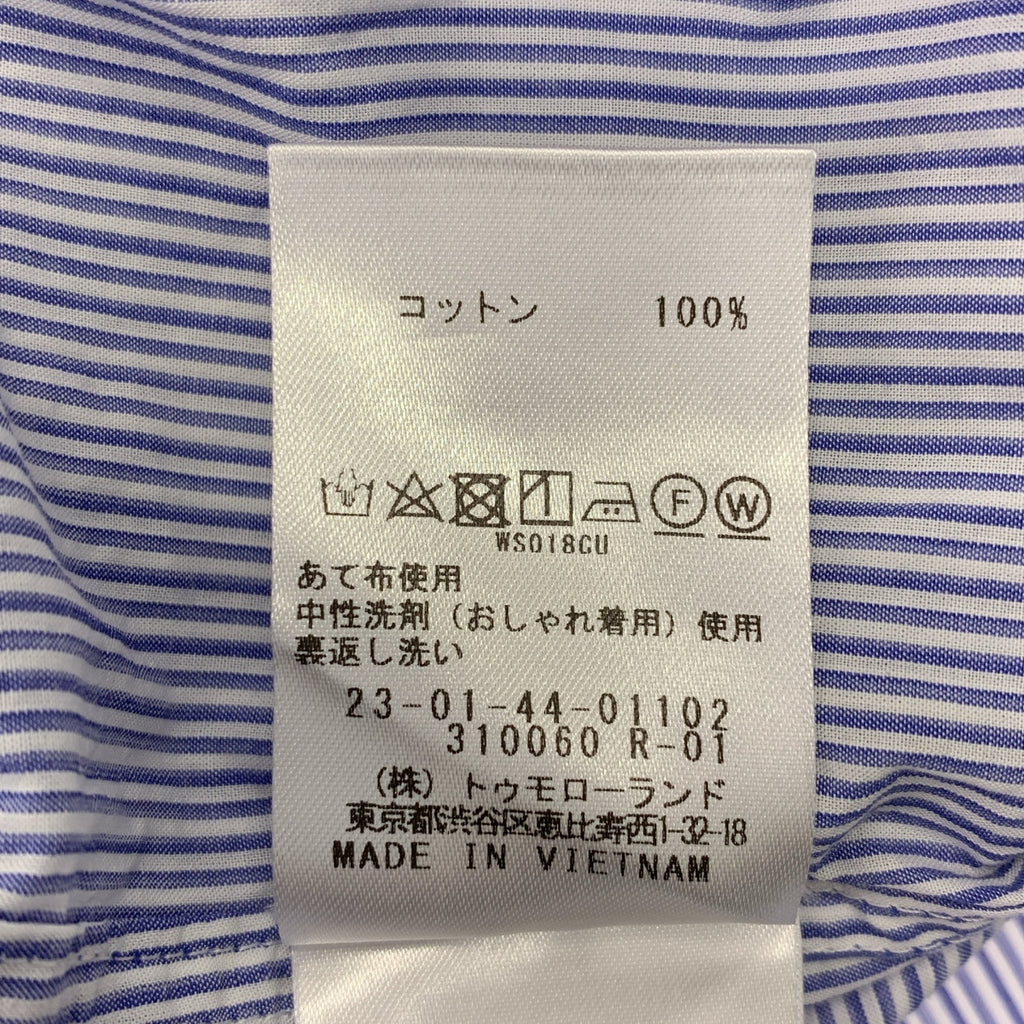 コットン 100%
F W
WS018CU
あて布使用
中性洗剤（おしゃれ着用）使用
裏返し洗い
23-01-44-01102
310060 R-01
（株）トゥモローランド
東京都渋谷区恵比寿西1-32-18
MADE IN VIETNAM